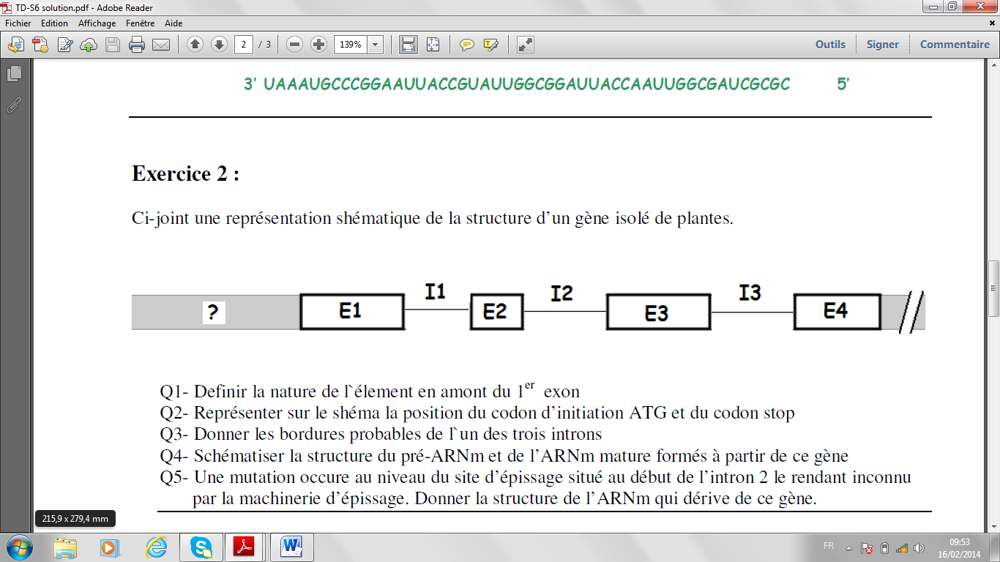 TD-S6 solution.pdf - Adobe Reader
Fichier Edition Affichage Fenêtre Aide
2 / 3 139% Outils Signer Commentaire
3' UAAAUGCCCGGAAUUACCGUAUUGGCGGAUUACCAAUUGGCGAUCGCGC 5'
Exercice 2 :
Ci-joint une représentation shématique de la structure d'un gène isolé de plantes.
I1 I2 I3
? E1 E2 E3 E4
Q1- Definir la nature de l`élement en amont du 1er exon
Q2- Représenter sur le shéma la position du codon d'initiation ATG et du codon stop
Q3- Donner les bordures probables de l`un des trois introns
Q4- Schématiser la structure du pré-ARNm et de l'ARNm mature formés à partir de ce gène
Q5- Une mutation occure au niveau du site d'épissage situé au début de l'intron 2 le rendant inconnu
par la machinerie d'épissage. Donner la structure de l'ARNm qui dérive de ce gène.
215,9 x 279,4 mm
FR 09:53
16/02/2014